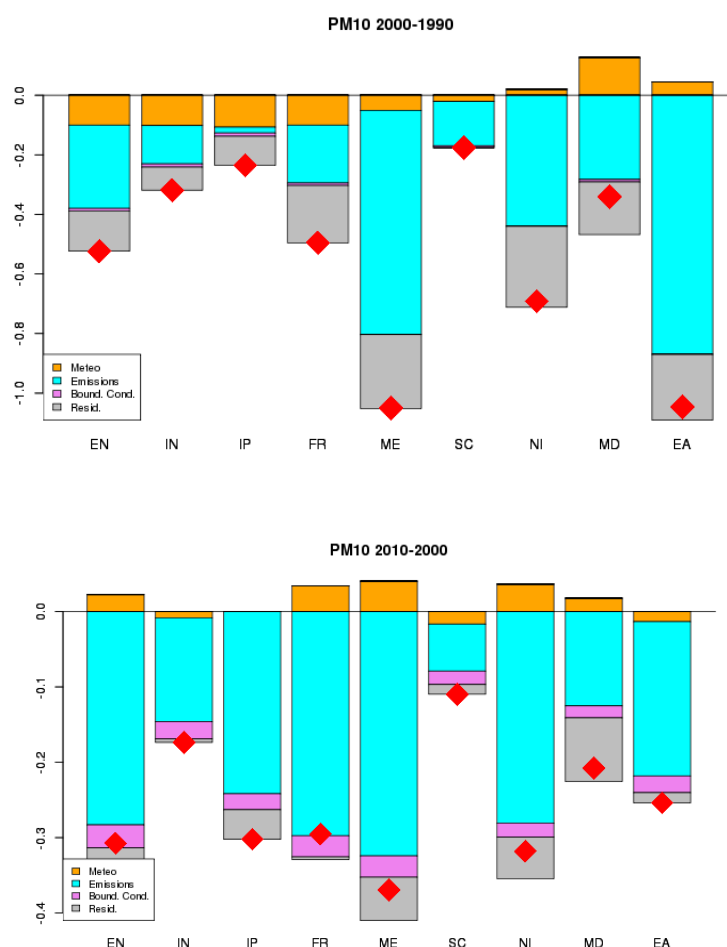 PM10 2000-1990
0.0
-0.2
-0.4
-0.6
-0.8
-1.0
Meteo
Emissions
Bound. Cond.
Resid.
EN IN IP FR ME SC NI MD EA
PM10 2010-2000
0.0
-0.1
-0.2
-0.3
-0.4
Meteo
Emissions
Bound. Cond.
Resid.
EN IN IP FR ME SC NI MD EA